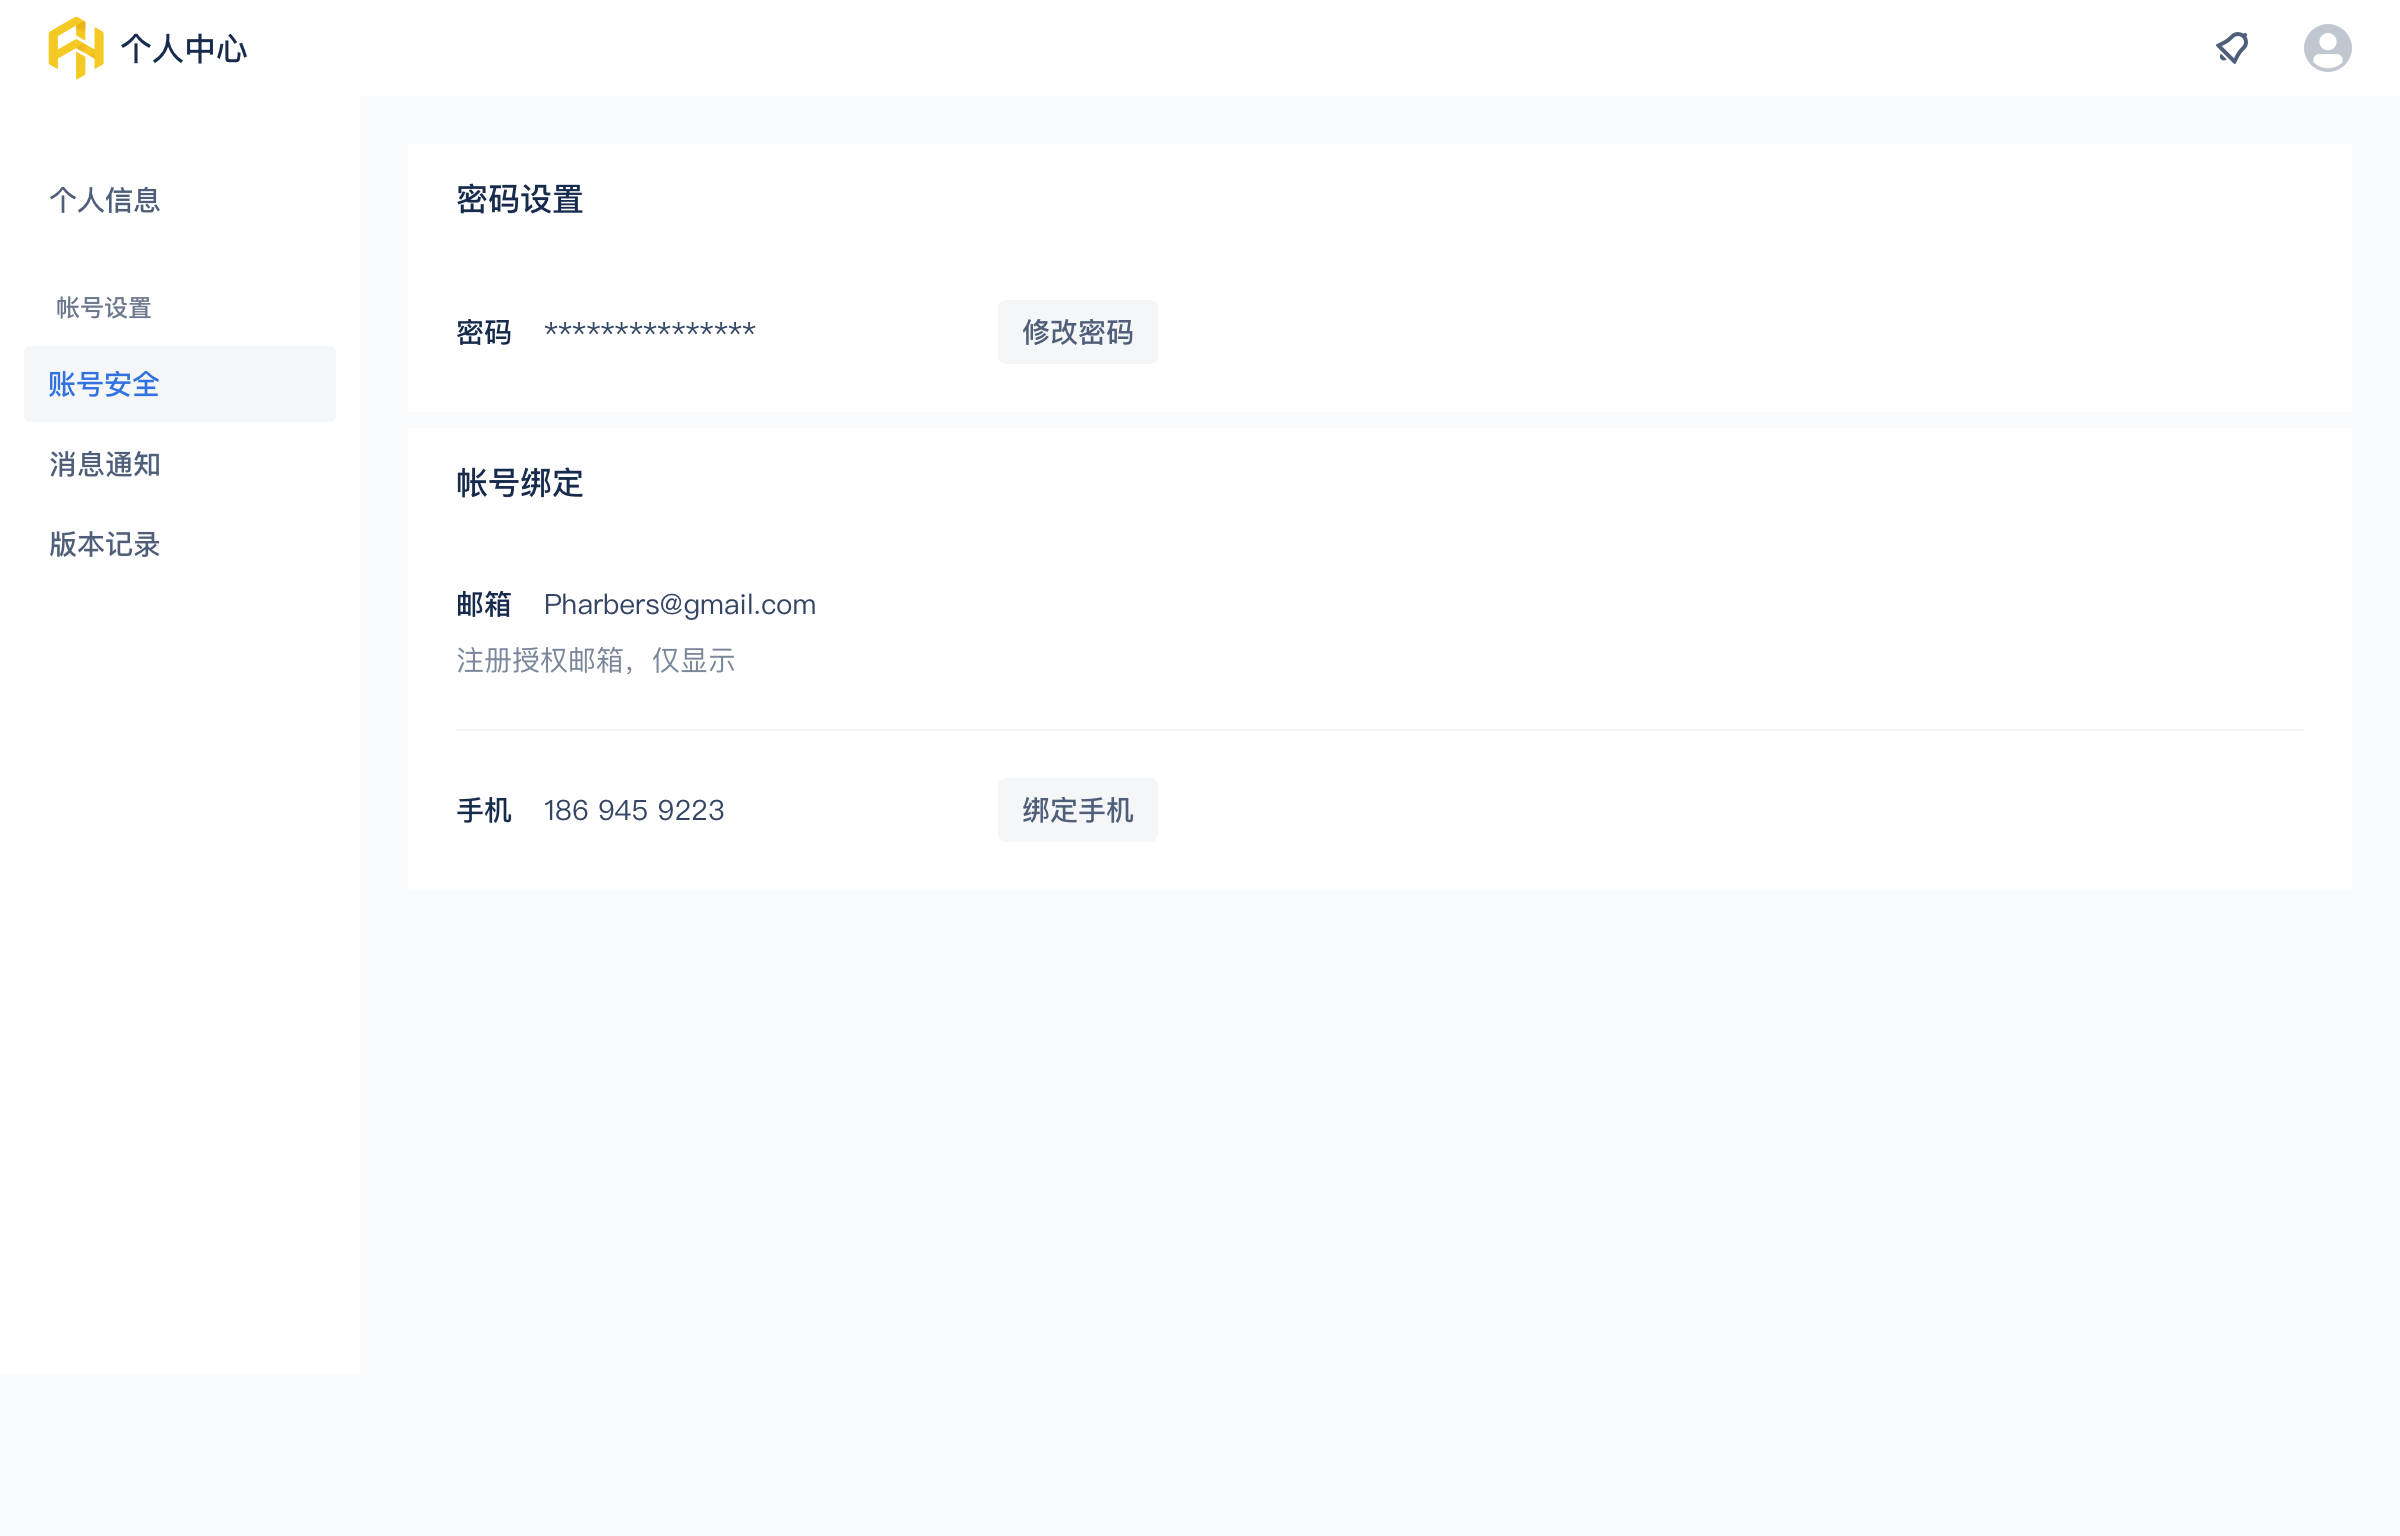 个人中心
个人信息
帐号设置
账号安全
消息通知
版本记录
密码设置
密码 ***************
修改密码
帐号绑定
邮箱 Pharbers@gmail.com
注册授权邮箱，仅显示
手机 186 945 9223
绑定手机